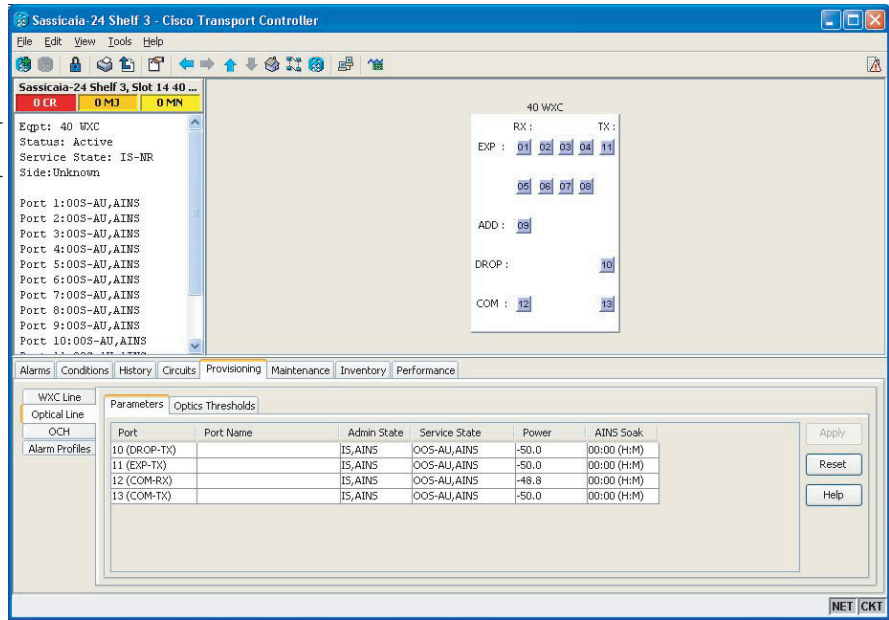 Sassicaia-24 Shelf 3 - Cisco Transport Controller
File Edit View Tools Help
Sassicaia-24 Shelf 3, Slot 14 40 ...
0 CR 0 MJ 0 MN
Eqpt: 40 WXC
Status: Active
Service State: IS-NR
Side:Unknown
Port 1:OOS-AU,AINS
Port 2:OOS-AU,AINS
Port 3:OOS-AU,AINS
Port 4:OOS-AU,AINS
Port 5:OOS-AU,AINS
Port 6:OOS-AU,AINS
Port 7:OOS-AU,AINS
Port 8:OOS-AU,AINS
Port 9:OOS-AU,AINS
Port 10:OOS-AU,AINS
40 WXC
RX : TX :
EXP : 01 02 03 04 11
05 06 07 08
ADD : 09
DROP : 10
COM : 12 13
Alarms Conditions History Circuits Provisioning Maintenance Inventory Performance
WXC Line
Optical Line
OCH
Alarm Profiles
Parameters Optics Thresholds
Port Port Name Admin State Service State Power AINS Soak
10 (DROP-TX) IS,AINS OOS-AU,AINS -50.0 00:00 (H:M)
11 (EXP-TX) IS,AINS OOS-AU,AINS -50.0 00:00 (H:M)
12 (COM-RX) IS,AINS OOS-AU,AINS -48.8 00:00 (H:M)
13 (COM-TX) IS,AINS OOS-AU,AINS -50.0 00:00 (H:M)
Apply
Reset
Help
NET CKT